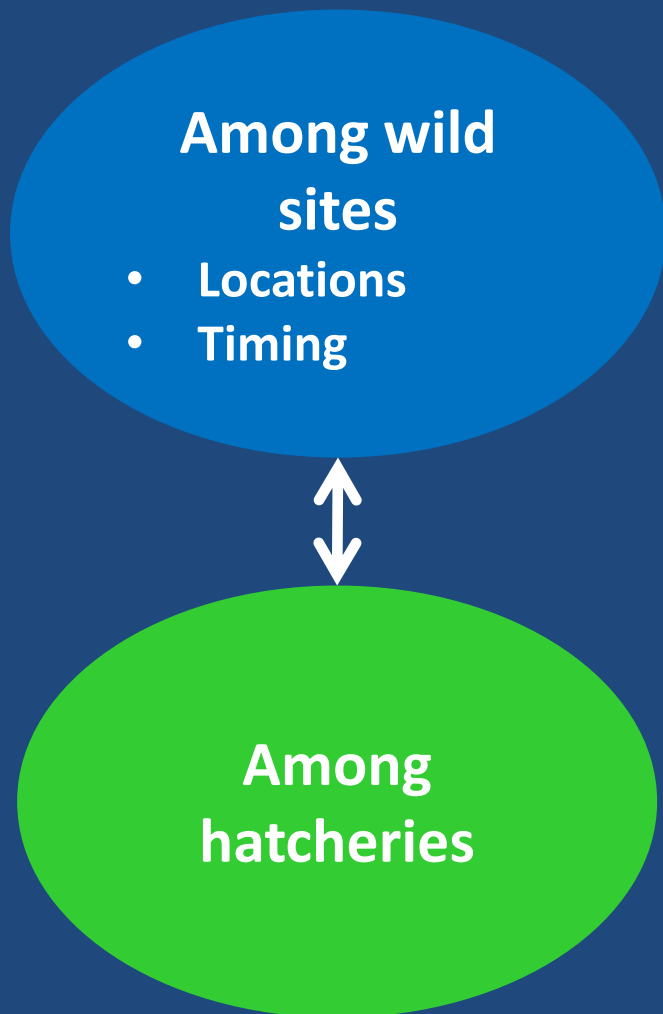 Among wild
sites
• Locations
• Timing
Among
hatcheries